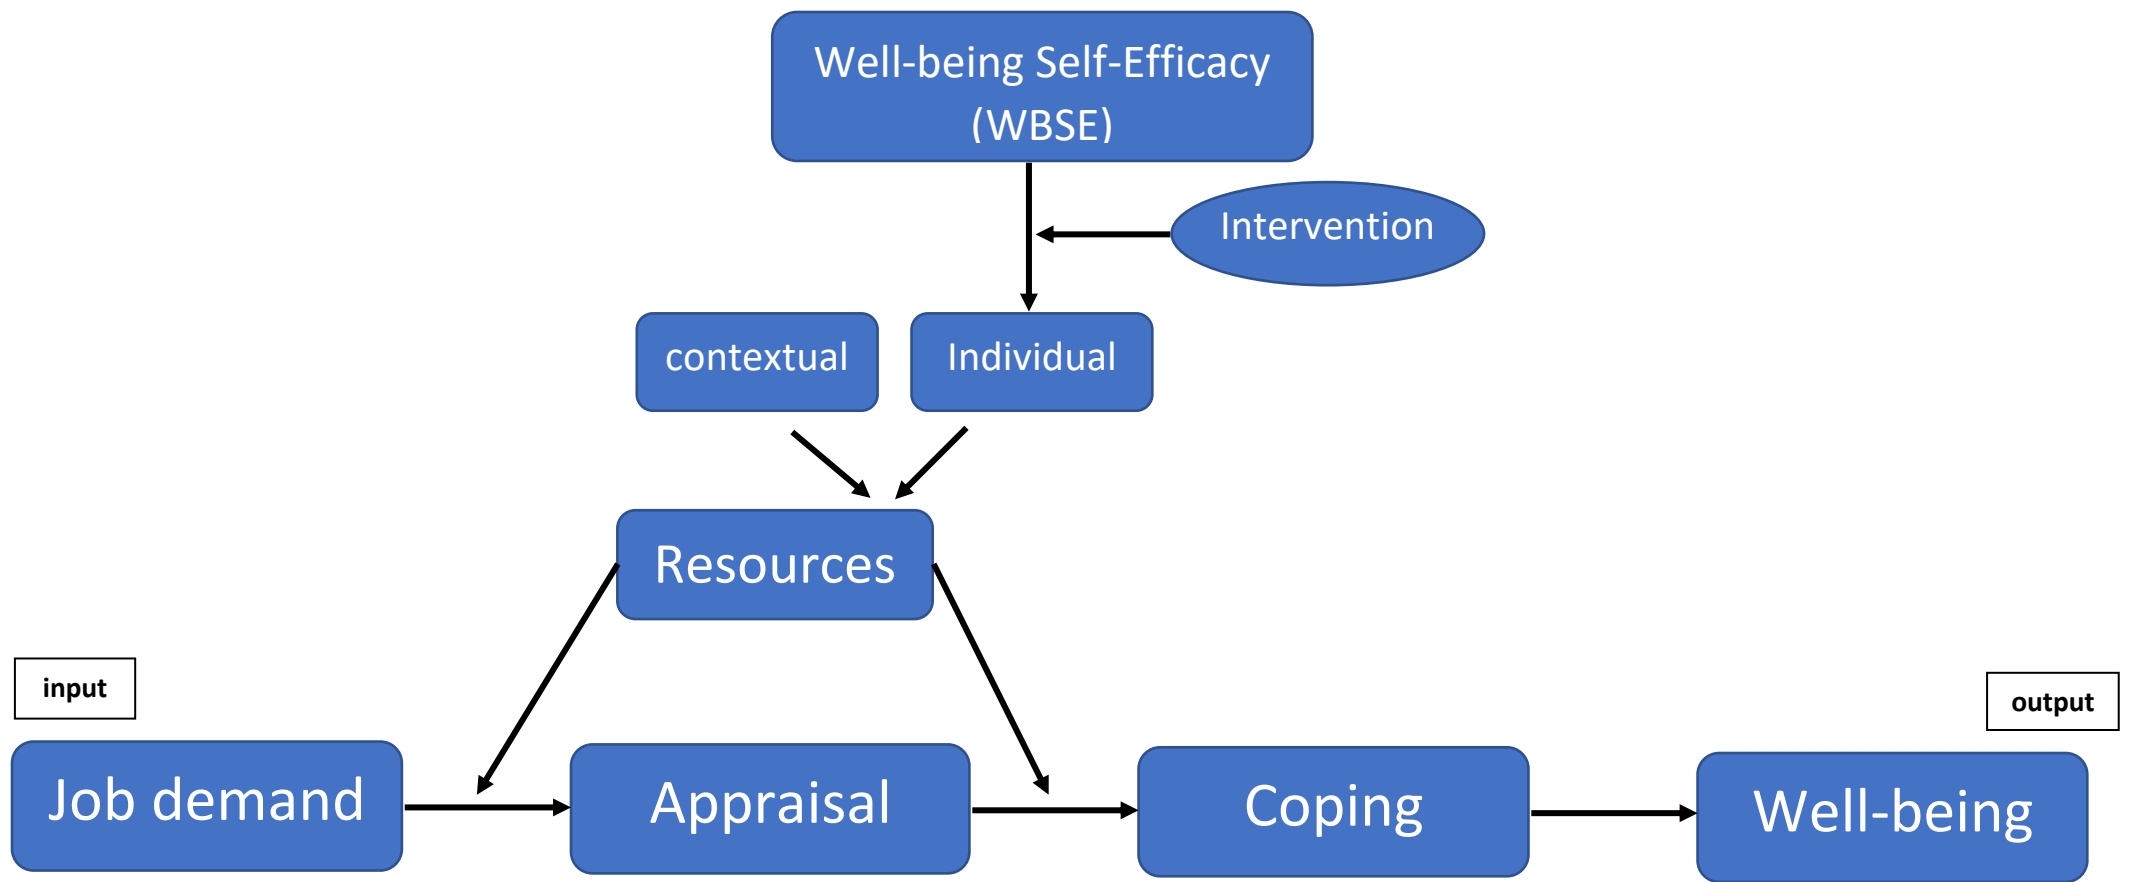 Well-being Self-Efficacy
(WBSE)
Intervention
contextual
Individual
Resources
input
output
Job demand
Appraisal
Coping
Well-being